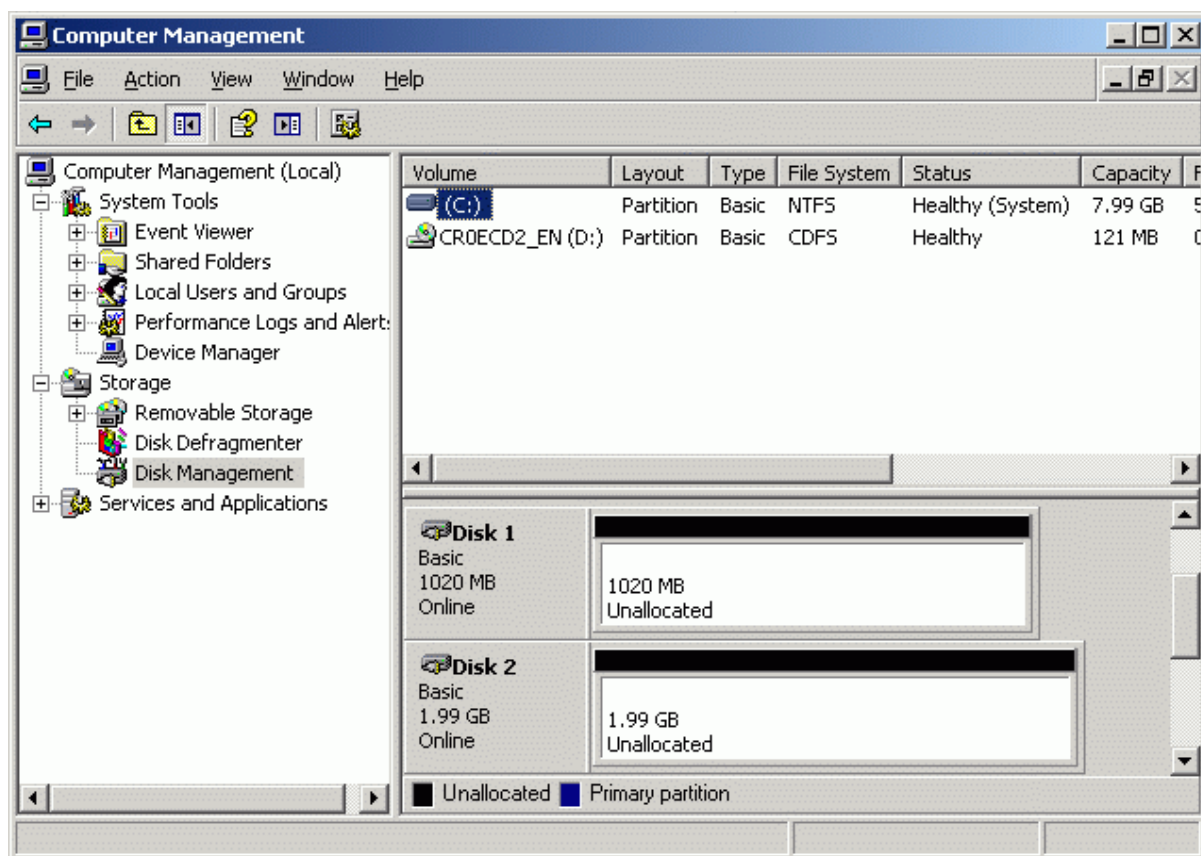 Computer Management
File Action View Window Help
Computer Management (Local)
System Tools
Event Viewer
Shared Folders
Local Users and Groups
Performance Logs and Alert
Device Manager
Storage
Removable Storage
Disk Defragmenter
Disk Management
Services and Applications
Volume Layout Type File System Status Capacity F
(C:) Partition Basic NTFS Healthy (System) 7.99 GB 5
CR0ECD2_EN (D:) Partition Basic CDFS Healthy 121 MB
Disk 1
Basic
1020 MB
Online
1020 MB
Unallocated
Disk 2
Basic
1.99 GB
Online
1.99 GB
Unallocated
Unallocated Primary partition